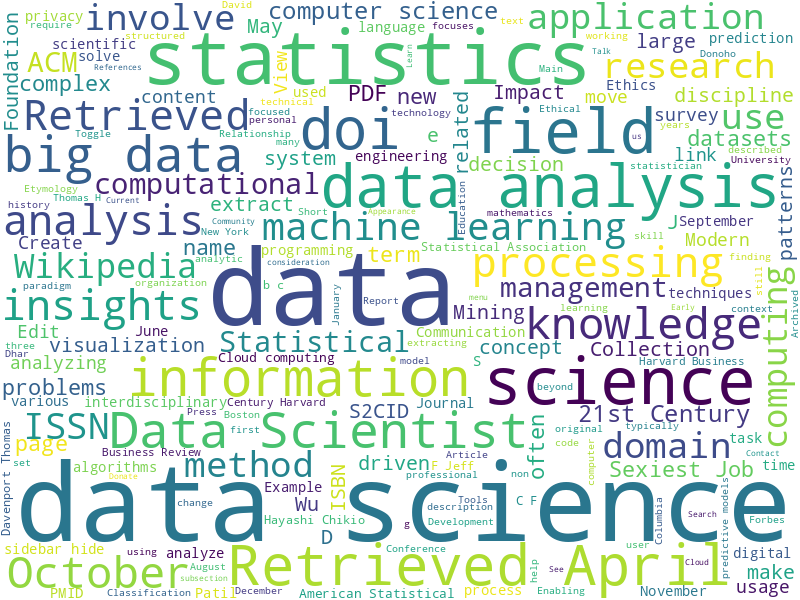 privacy
require
involve
computer science
David
text
focuses
application
structured
language
May
scientific
solve
statistics
working
Talk
Learn
Main
large
prediction
Donoho
Foundation
ACM
complex
View
research
content
used
PDF
new
Impact
Ethics
move
discipline
Toggle
Retrieved
technical
focused
personal
technology
Ethical
us
survey
years
use
datasets
Relationship
many
doi
e
field
related
described
University
big data
system
engineering
decision
link
statistician
Etymology
Thomas H
Current
computational
extract
data analysis
patterns
history
Community
Short
Appearance
mathematics
Education
skill
analysis
New York
machine learning
J
September
Create
name
programming
Statistical Association
Modern
finding
paradigm
analytic
consideration
term
Wikipedia
organization
data
b c
processing
still
Archived
January
Report
menu
management
techniques
insights
Mining
learning
Early
context
computing
Edit
June
Statistical
Communication
knowledge
three
Dhar
visualization
extracting
concept
Collection
Harvard Business
analyzing
Cloud computing
model
S
information
beyond
science
problems
various
interdisciplinary
Century Harvard
S2CID
Journal
21st Century
ISSN
Press
Boston
first
Data Scientist
original
typically
page
Business Review
often
code
domain
task
Contact
Davenport Thomas
set
algorithms
Donate
method
driven
F Jeff
Article
professional
non
computer
Sexiest Job
time
data science
Example
ISBN
Wu
Tools
description
C F
change
Hayashi Chikio
D
g
Development
Columbia
Search
predictive models
Forbes
sidebar hide
using
analyze
Conference
user
digital
October
August
subsection
Retrieved April
See
help
Cloud
make
PMID
Classification
Patil
December
American Statistical
process
Enabling
November
usage
References